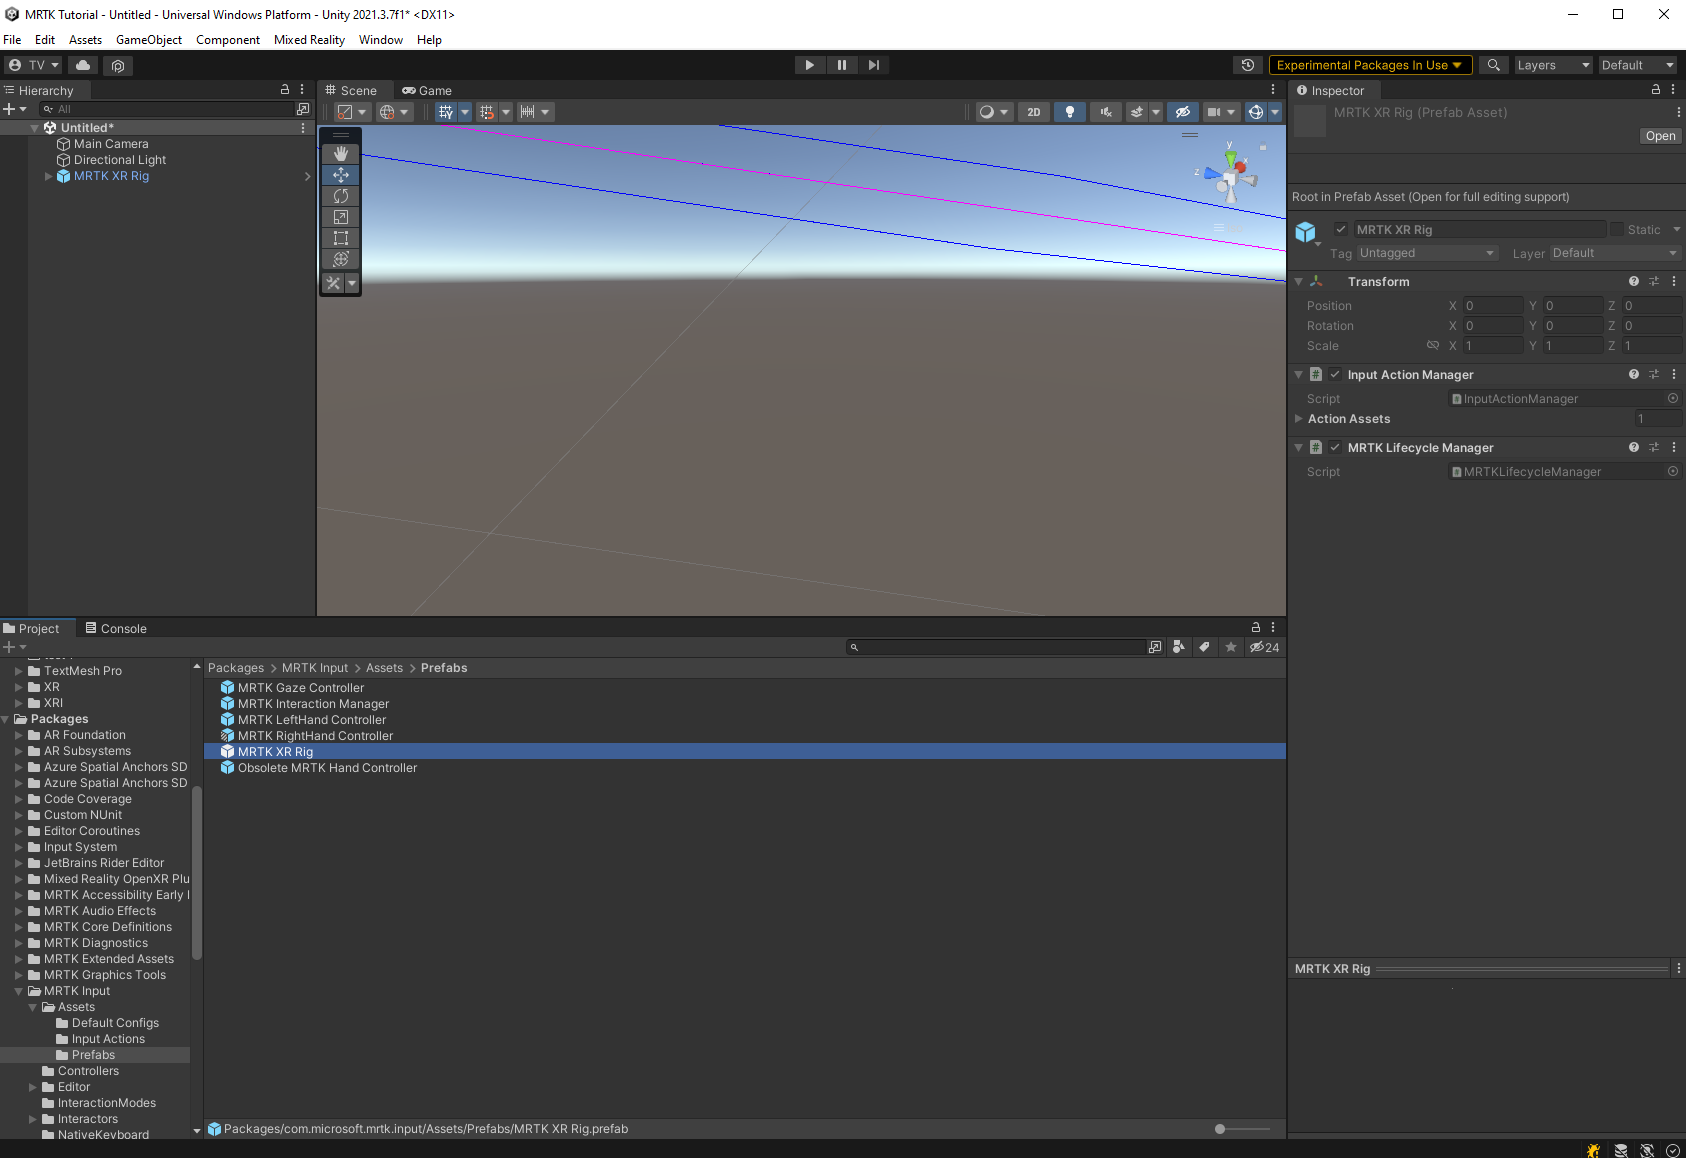 MRTK Tutorial - Untitled - Universal Windows Platform - Unity 2021.3.7f1* <DX11>
File Edit Assets GameObject Component Mixed Reality Window Help
TV Experimental Packages In Use Layers Default
Hierarchy
All
Untitled*
Main Camera
Directional Light
MRTK XR Rig
Scene Game
2D
y
x
z
Inspector
MRTK XR Rig (Prefab Asset)
Open
Root in Prefab Asset (Open for full editing support)
MRTK XR Rig Static
Tag Untagged Layer Default
Transform
Position X 0 Y 0 Z 0
Rotation X 0 Y 0 Z 0
Scale X 1 Y 1 Z 1
Input Action Manager
Script InputActionManager
Action Assets 1
MRTK Lifecycle Manager
Script MRTKLifecycleManager
MRTK XR Rig
Project Console
24
TextMesh Pro
XR
XRI
Packages
AR Foundation
AR Subsystems
Azure Spatial Anchors SD
Azure Spatial Anchors SD
Code Coverage
Custom NUnit
Editor Coroutines
Input System
JetBrains Rider Editor
Mixed Reality OpenXR Plu
MRTK Accessibility Early
MRTK Audio Effects
MRTK Core Definitions
MRTK Diagnostics
MRTK Extended Assets
MRTK Graphics Tools
MRTK Input
Assets
Default Configs
Input Actions
Prefabs
Controllers
Editor
InteractionModes
Interactors
NativeKeyboard
Packages > MRTK Input > Assets > Prefabs
MRTK Gaze Controller
MRTK Interaction Manager
MRTK LeftHand Controller
MRTK RightHand Controller
MRTK XR Rig
Obsolete MRTK Hand Controller
Packages/com.microsoft.mrtk.input/Assets/Prefabs/MRTK XR Rig.prefab